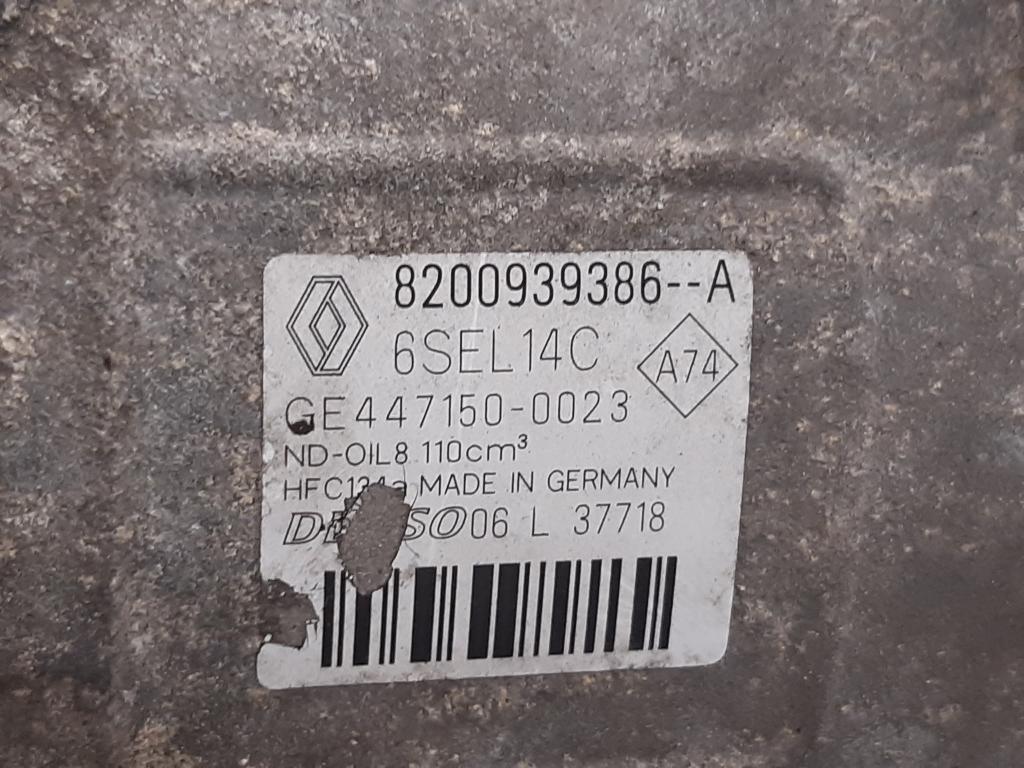 8200939386--A
6SEL14C
A74
GE447150-0023
ND-OIL8 110cm³
MADE IN GERMANY
06 L 37718